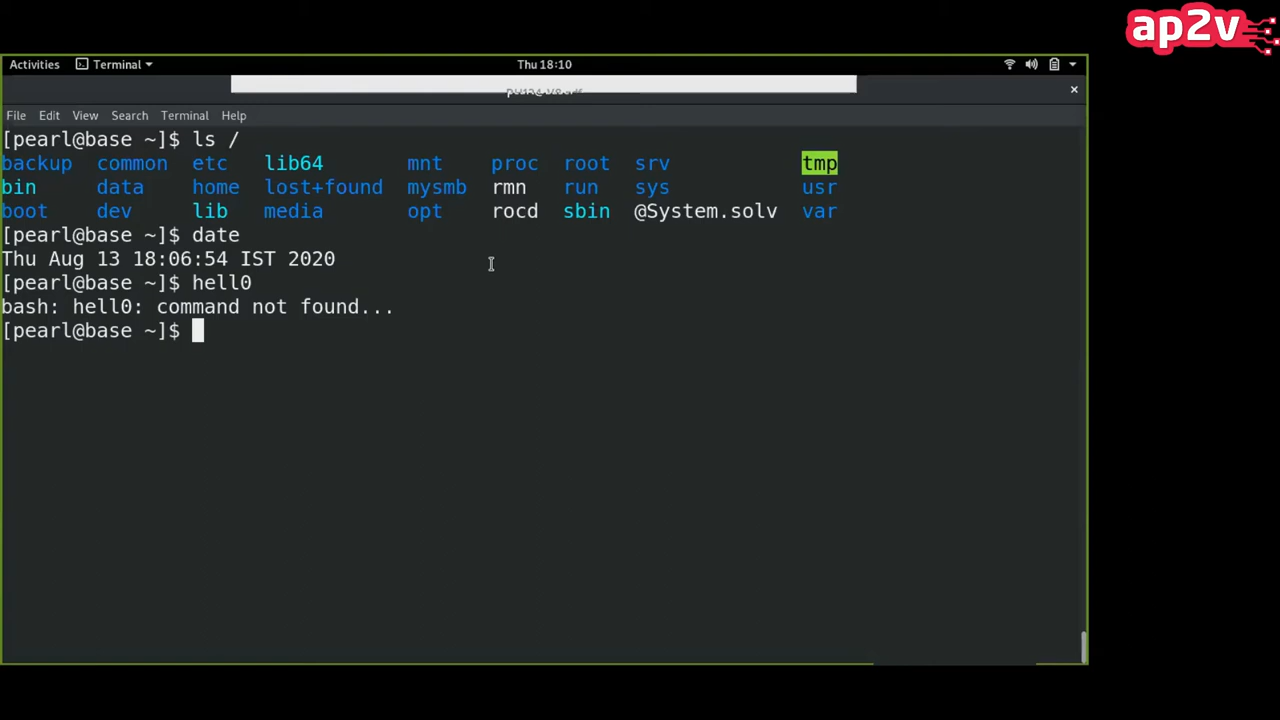 ap2v
Activities Terminal Thu 18:10
File Edit View Search Terminal Help
[pearl@base ~]$ ls /
backup common etc lib64 mnt proc root srv tmp
bin data home lost+found mysmb rmn run sys usr
boot dev lib media opt rocd sbin @System.solv var
[pearl@base ~]$ date
Thu Aug 13 18:06:54 IST 2020
[pearl@base ~]$ hell0
bash: hell0: command not found...
[pearl@base ~]$